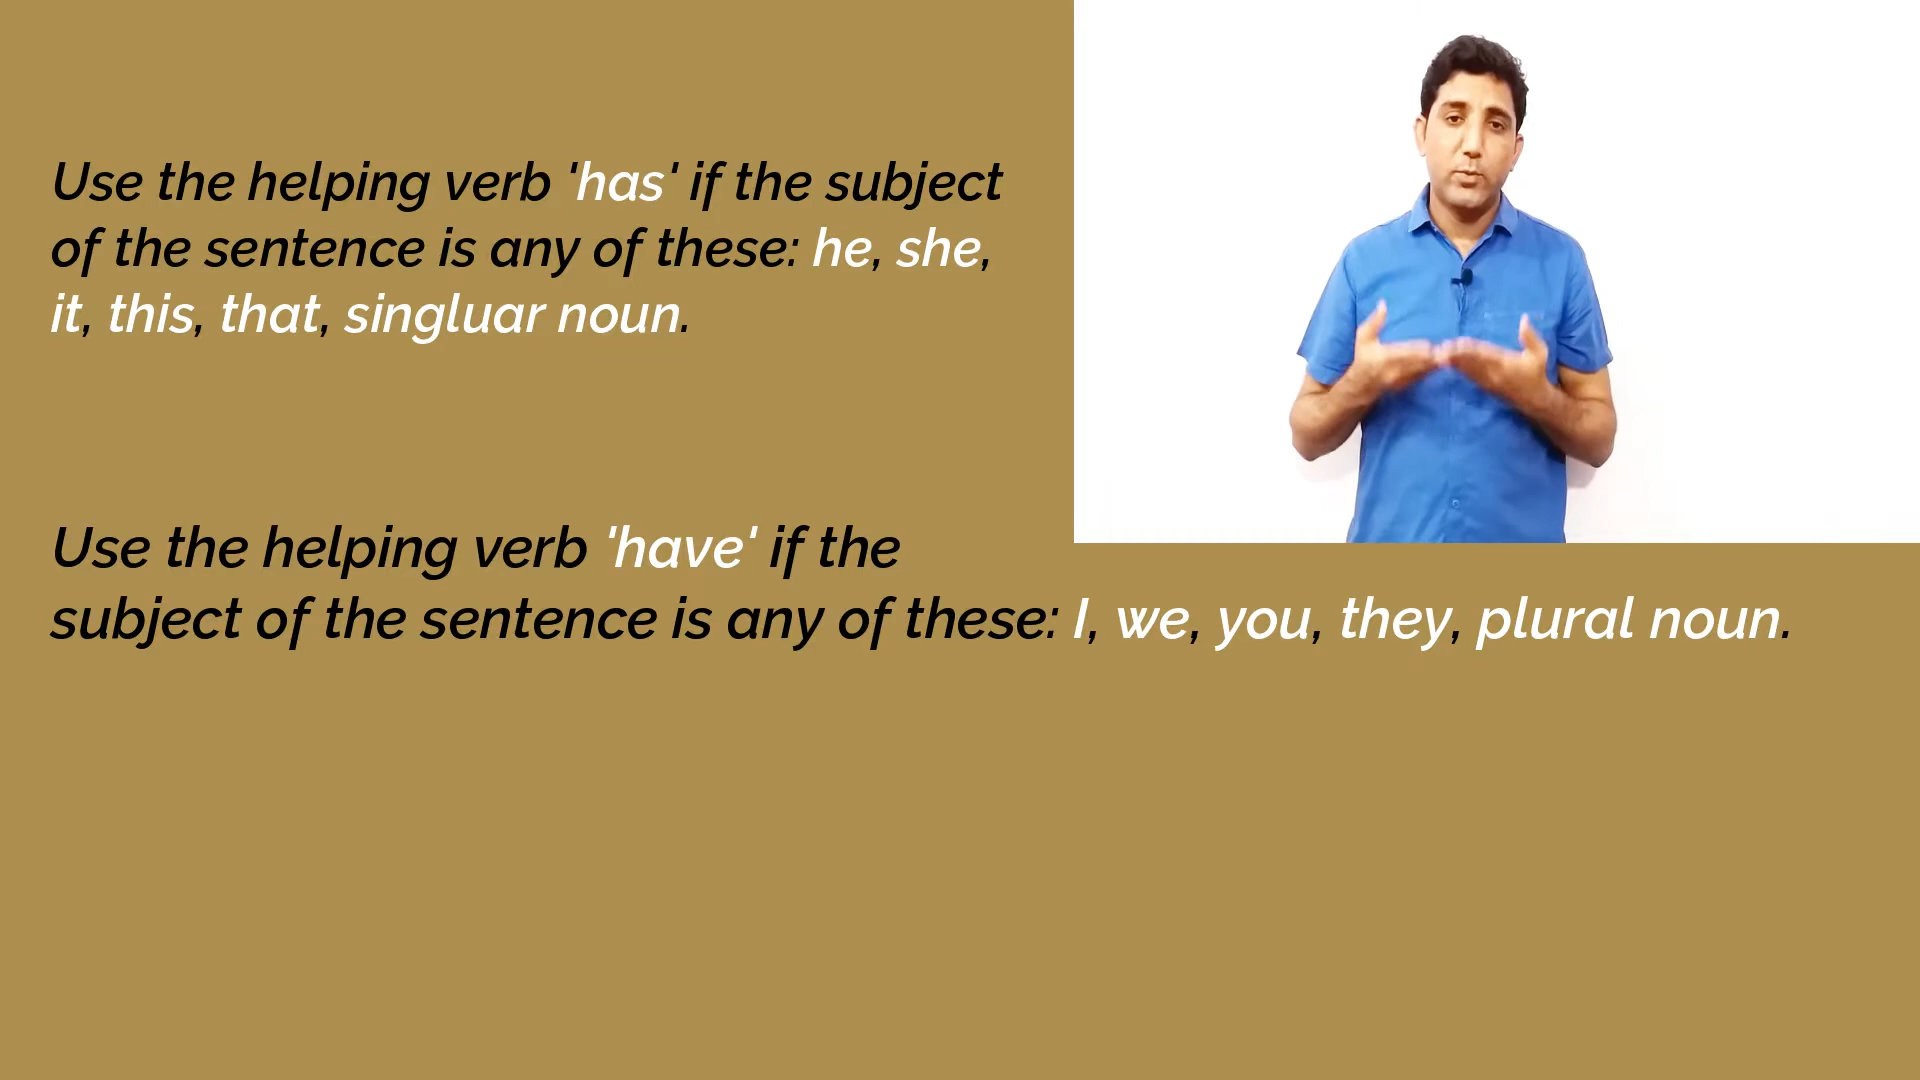 Use the helping verb 'has' if the subject
of the sentence is any of these: he, she,
it, this, that, singluar noun.
Use the helping verb 'have' if the
subject of the sentence is any of these: I, we, you, they, plural noun.